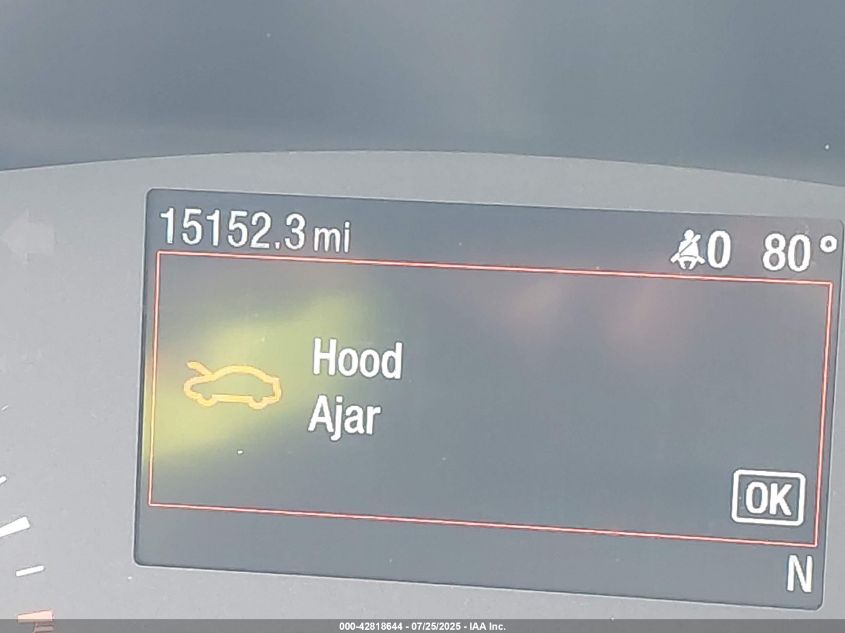 15152.3 mi
0 80°
Hood
Ajar
OK
N
000-42818644 - 07/25/2025 - IAA Inc.